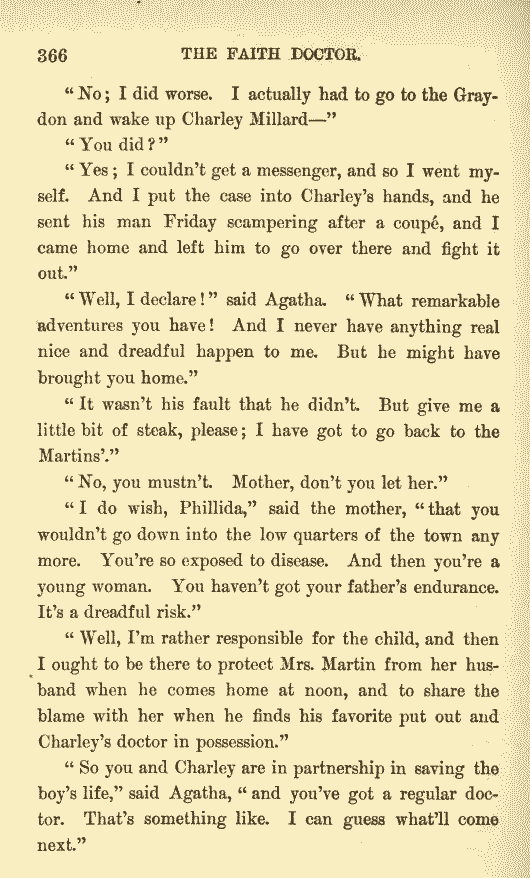 366 THE FAITH DOCTOR.
“No; I did worse. I actually had to go to the Gray-
don and wake up Charley Millard—”
“You did?”
“Yes; I couldn’t get a messenger, and so I went my-
self. And I put the case into Charley’s hands, and he
sent his man Friday scampering after a coupé, and I
came home and left him to go over there and fight it
out.”
“Well, I declare!” said Agatha. “What remarkable
adventures you have! And I never have anything real
nice and dreadful happen to me. But he might have
brought you home.”
“It wasn’t his fault that he didn’t. But give me a
little bit of steak, please; I have got to go back to the
Martins’.”
“No, you mustn’t. Mother, don’t you let her.”
“I do wish, Phillida,” said the mother, “that you
wouldn’t go down into the low quarters of the town any
more. You’re so exposed to disease. And then you’re a
young woman. You haven’t got your father’s endurance.
It’s a dreadful risk.”
“Well, I’m rather responsible for the child, and then
I ought to be there to protect Mrs. Martin from her hus-
band when he comes home at noon, and to share the
blame with her when he finds his favorite put out and
Charley’s doctor in possession.”
“So you and Charley are in partnership in saving the
boy’s life,” said Agatha, “and you’ve got a regular doc-
tor. That’s something like. I can guess what’ll come
next.”